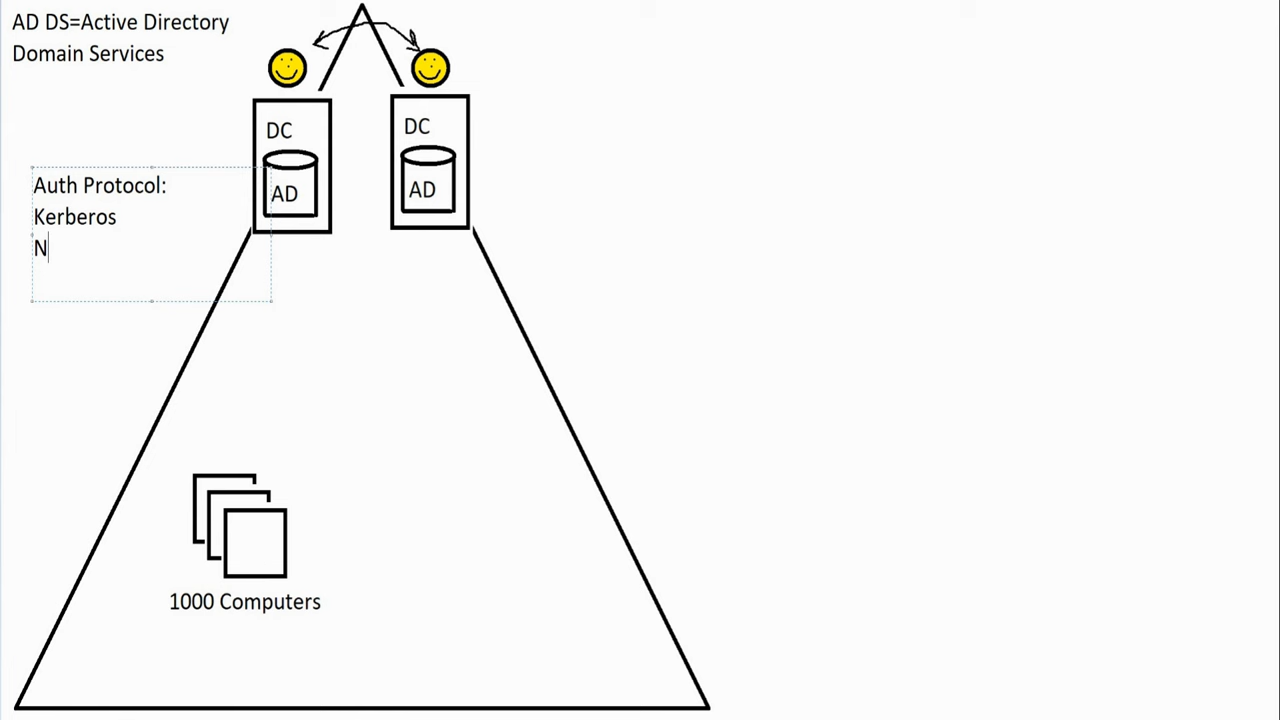 AD DS=Active Directory
Domain Services
DC
AD
DC
AD
Auth Protocol:
Kerberos
N
1000 Computers